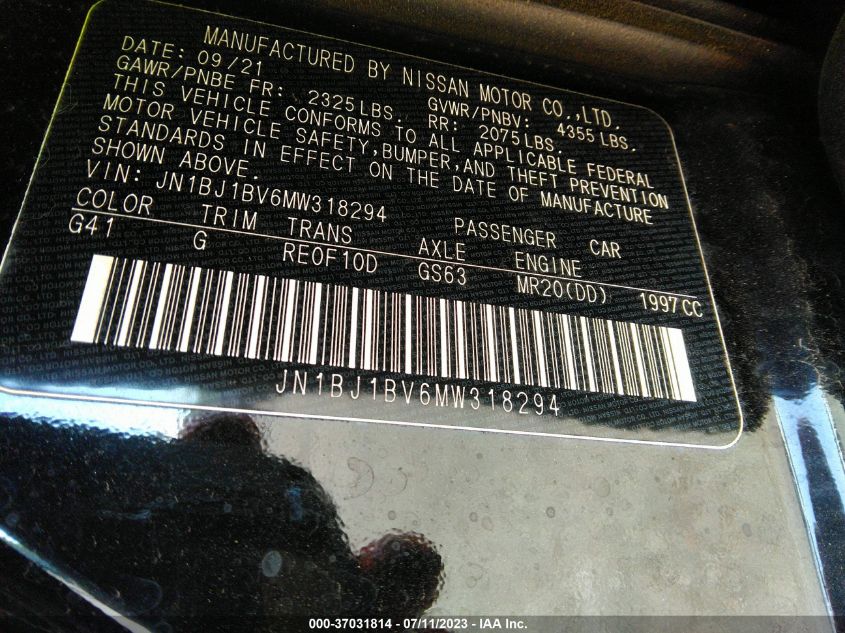 MANUFACTURED BY NISSAN MOTOR CO.,LTD.
DATE: 09/21 GVWR/PNBV: 4355 LBS.
GAWR/PNBE FR: 2325LBS. RR: 2075LBS.
THIS VEHICLE CONFORMS TO ALL APPLICABLE FEDERAL
MOTOR VEHICLE SAFETY,BUMPER,AND THEFT PREVENTION
STANDARDS IN EFFECT ON THE DATE OF MANUFACTURE
SHOWN ABOVE.
VIN: JN1BJ1BV6MW318294 PASSENGER CAR
COLOR TRIM TRANS AXLE ENGINE
G41 G RE0F10D GS63 MR20(DD) 1997CC
JN1BJ1BV6MW318294
000-37031814 - 07/11/2023 - IAA Inc.